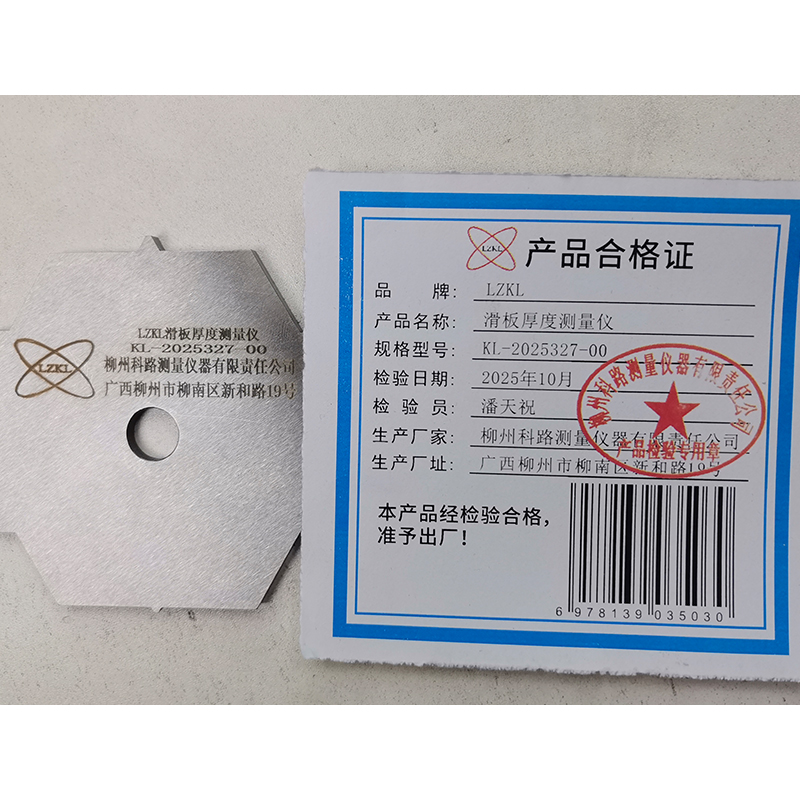 LZKL滑板厚度测量仪
KL-2025327-00
LZKL
柳州科路测量仪器有限责任公司
广西柳州市柳南区新和路19号
LZKL
产品合格证
品 牌: LZKL
产品名称: 滑板厚度测量仪
规格型号: KL-2025327-00
检验日期: 2025年10月
检 验 员: 潘天祝
生产厂家: 柳州科路测量仪器有限责任公司
生产厂址: 广西柳州市柳南区新和路19号
柳州科路测量仪器有限责任公司
产品检验专用章
本产品经检验合格，
准予出厂！
6 978139 035030